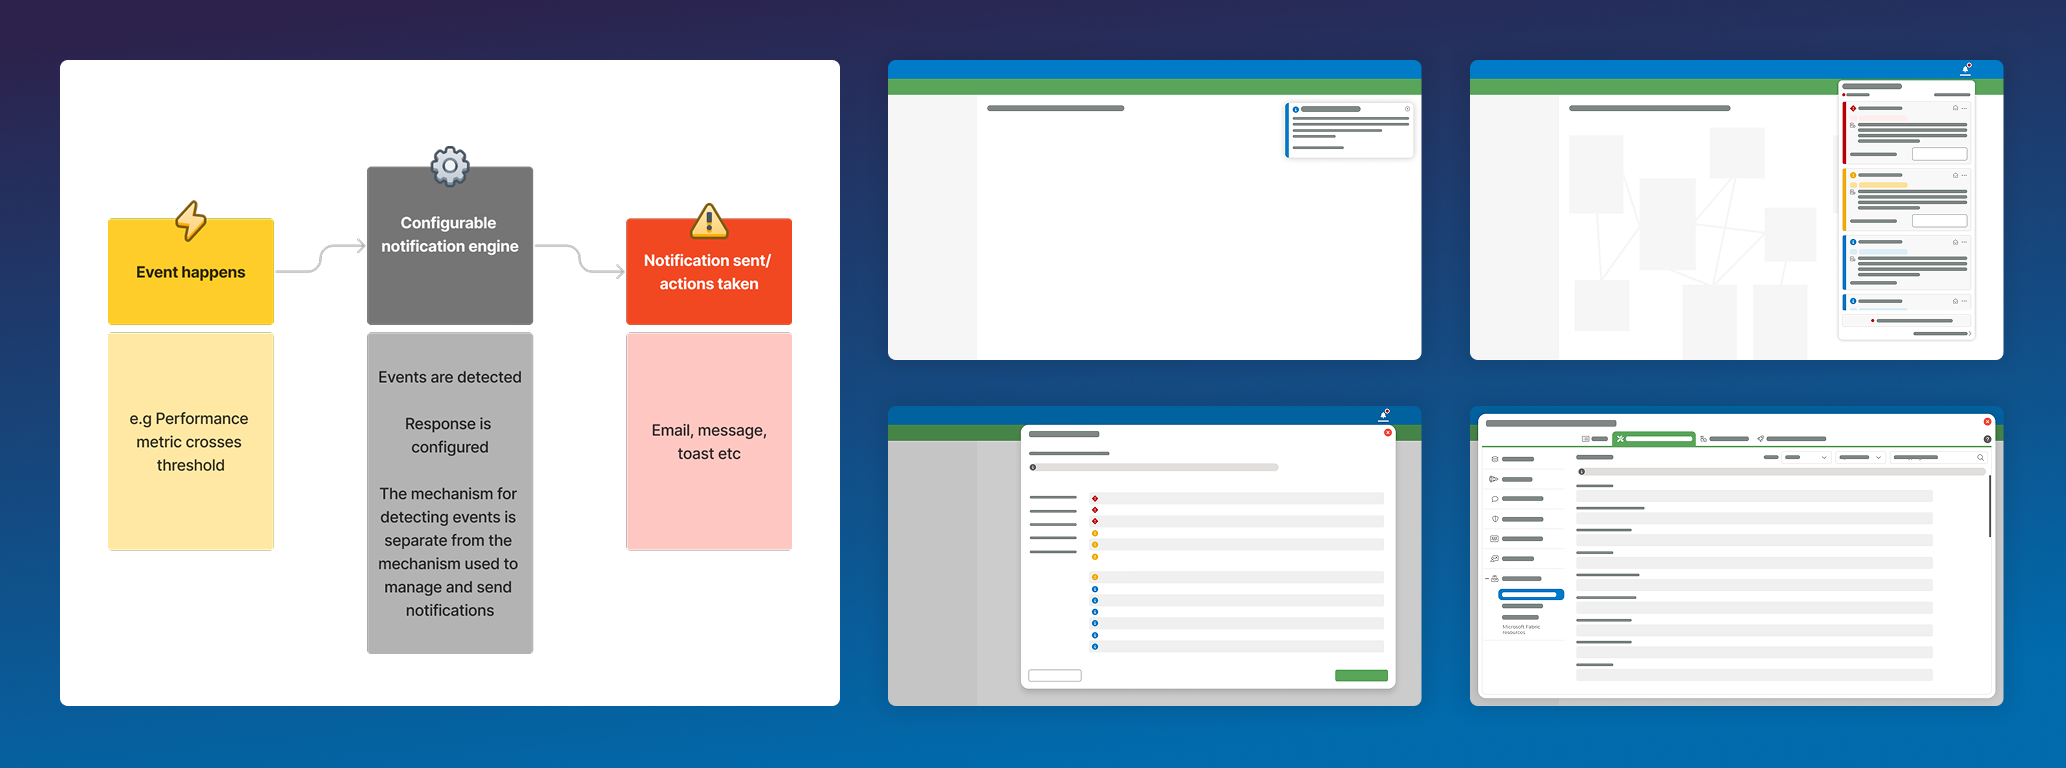 Event happens
e.g Performance
metric crosses
threshold
Configurable
notification engine
Events are detected
Response is
configured
The mechanism for
detecting events is
separate from the
mechanism used to
manage and send
notifications
Notification sent/
actions taken
Email, message,
toast etc
Microsoft Fabric
resources